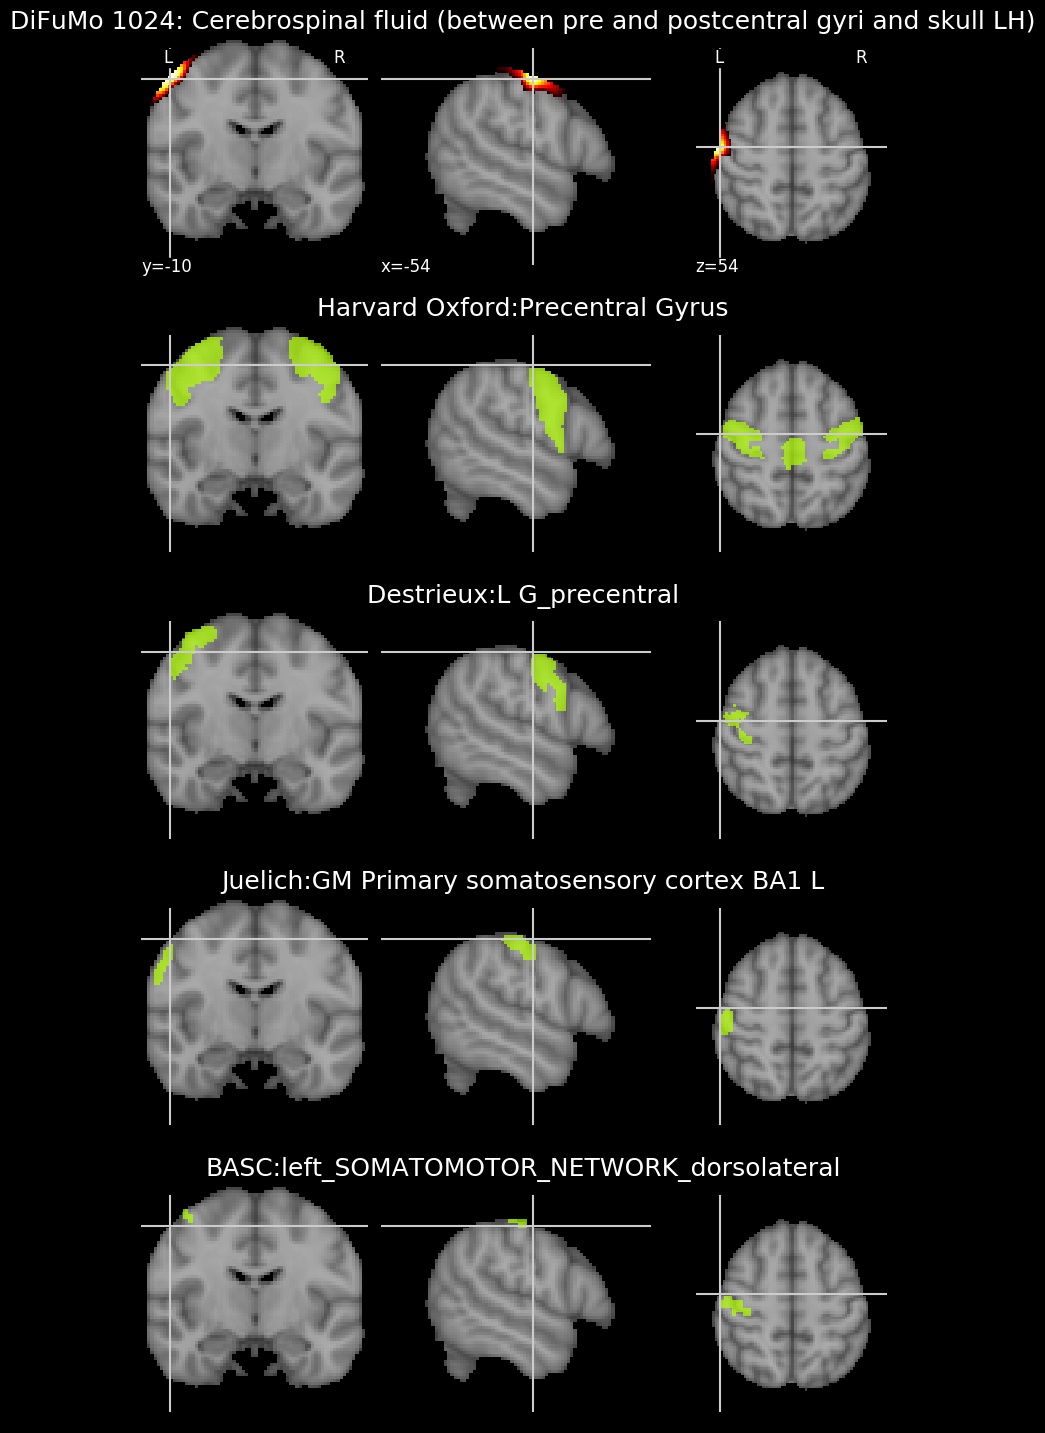 DiFuMo 1024: Cerebrospinal fluid (between pre and postcentral gyri and skull LH)
L R L R
y=-10 x=-54 z=54
Harvard Oxford:Precentral Gyrus
Destrieux:L G_precentral
Juelich:GM Primary somatosensory cortex BA1 L
BASC:left_SOMATOMOTOR_NETWORK_dorsolateral